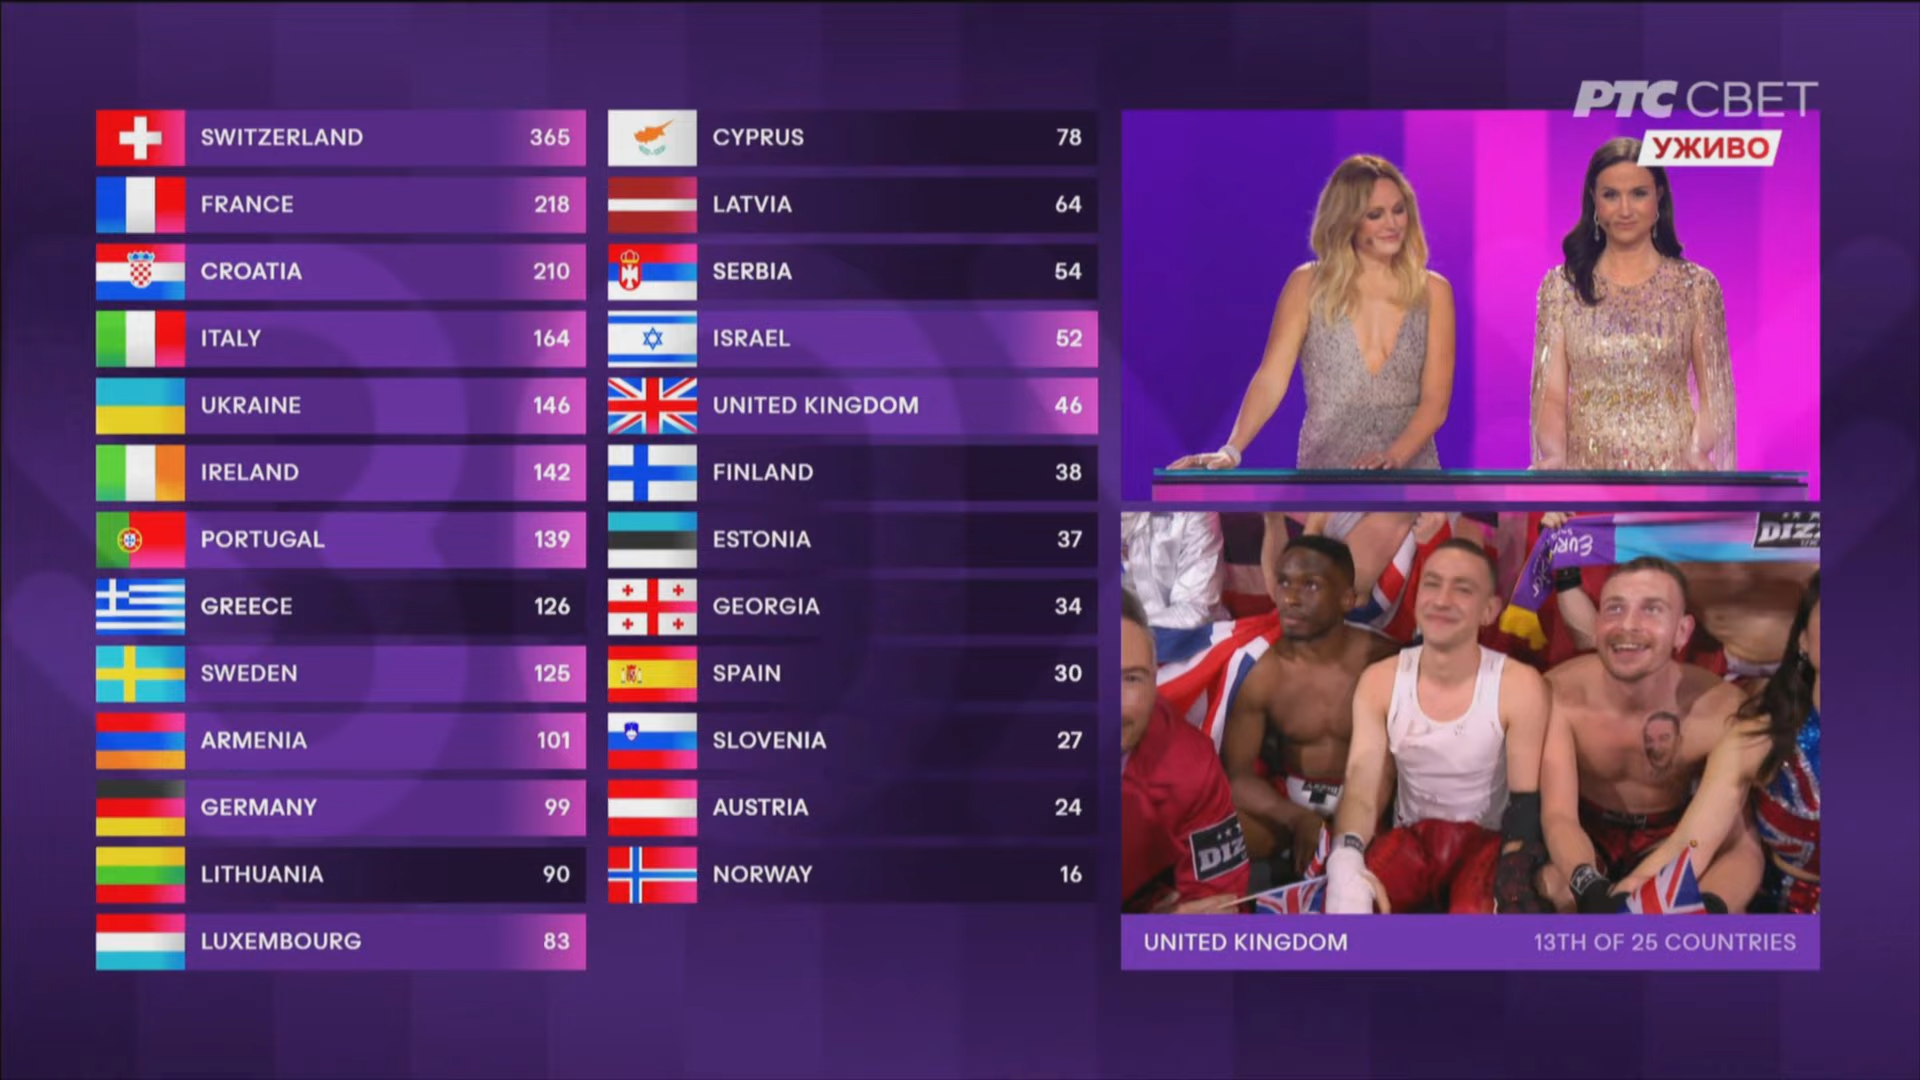 SWITZERLAND 365
FRANCE 218
CROATIA 210
ITALY 164
UKRAINE 146
IRELAND 142
PORTUGAL 139
GREECE 126
SWEDEN 125
ARMENIA 101
GERMANY 99
LITHUANIA 90
LUXEMBOURG 83
CYPRUS 78
LATVIA 64
SERBIA 54
ISRAEL 52
UNITED KINGDOM 46
FINLAND 38
ESTONIA 37
GEORGIA 34
SPAIN 30
SLOVENIA 27
AUSTRIA 24
NORWAY 16
РТС СВЕТ
УЖИВО
DIZ
DIZ
UNITED KINGDOM 13TH OF 25 COUNTRIES